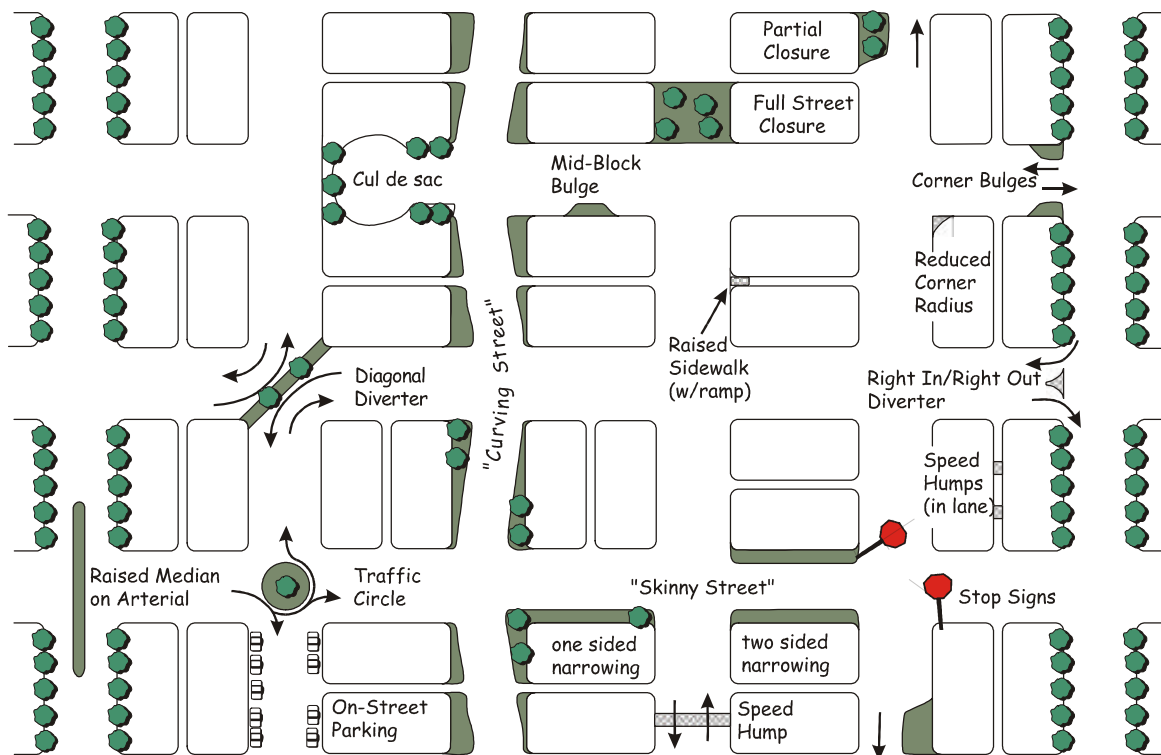 Partial
Closure
Full Street
Closure
Cul de sac
Mid-Block
Bulge
Corner Bulges
Reduced
Corner
Radius
"Curving Street"
Raised
Sidewalk
(w/ramp)
Diagonal
Diverter
Right In/Right Out
Diverter
Speed
Humps
(in lane)
Raised Median
on Arterial
Traffic
Circle
"Skinny Street"
Stop Signs
one sided
narrowing
two sided
narrowing
On-Street
Parking
Speed
Hump